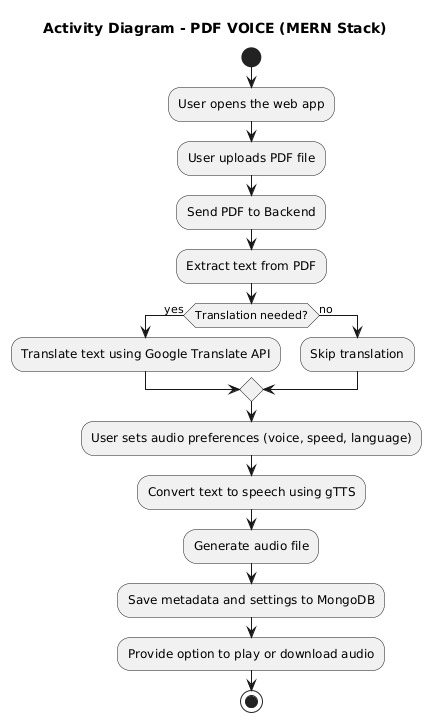 Activity Diagram - PDF VOICE (MERN Stack)
User opens the web app
User uploads PDF file
Send PDF to Backend
Extract text from PDF
yes
Translation needed?
no
Translate text using Google Translate API
Skip translation
User sets audio preferences (voice, speed, language)
Convert text to speech using gTTS
Generate audio file
Save metadata and settings to MongoDB
Provide option to play or download audio